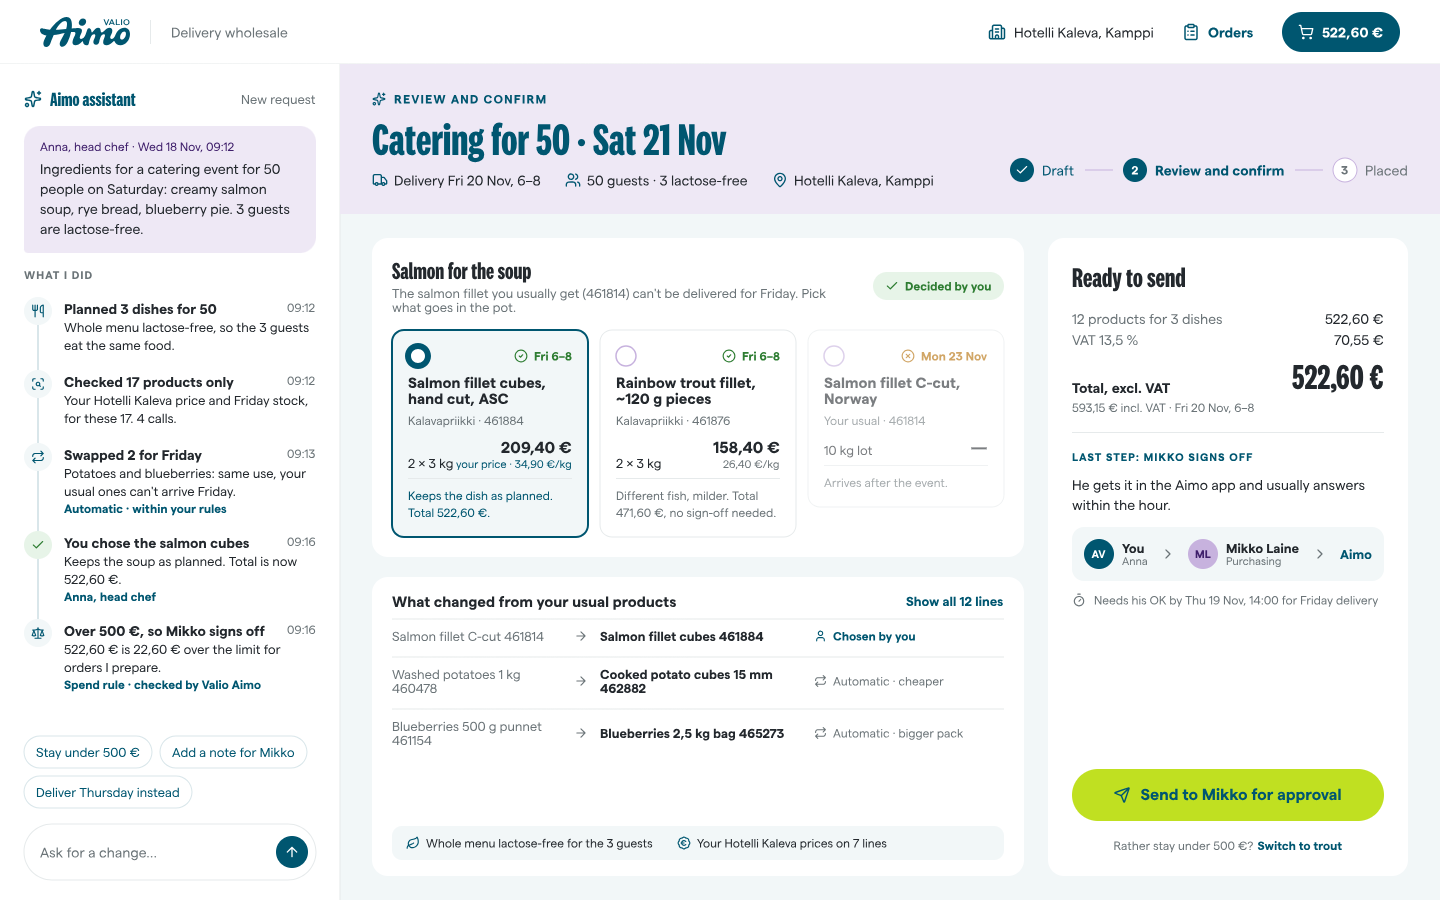 Aimo VALIO
Delivery wholesale
Hotelli Kaleva, Kamppi
Orders
522,60 €
Aimo assistant
New request
Anna, head chef · Wed 18 Nov, 09:12
Ingredients for a catering event for 50
people on Saturday: creamy salmon
soup, rye bread, blueberry pie. 3 guests
are lactose-free.
WHAT I DID
Planned 3 dishes for 50 09:12
Whole menu lactose-free, so the 3 guests
eat the same food.
Checked 17 products only 09:12
Your Hotelli Kaleva price and Friday stock,
for these 17. 4 calls.
Swapped 2 for Friday 09:13
Potatoes and blueberries: same use, your
usual ones can't arrive Friday.
Automatic · within your rules
You chose the salmon cubes 09:16
Keeps the soup as planned. Total is now
522,60 €.
Anna, head chef
Over 500 €, so Mikko signs off 09:16
522,60 € is 22,60 € over the limit for
orders I prepare.
Spend rule · checked by Valio Aimo
Stay under 500 €
Add a note for Mikko
Deliver Thursday instead
Ask for a change...
REVIEW AND CONFIRM
Catering for 50 · Sat 21 Nov
Delivery Fri 20 Nov, 6–8
50 guests · 3 lactose-free
Hotelli Kaleva, Kamppi
Draft
2 Review and confirm
3 Placed
Salmon for the soup
The salmon fillet you usually get (461814) can't be delivered for Friday. Pick
what goes in the pot.
Decided by you
Fri 6–8
Salmon fillet cubes,
hand cut, ASC
Kalavapriikki · 461884
209,40 €
2 × 3 kg your price · 34,90 €/kg
Keeps the dish as planned.
Total 522,60 €.
Fri 6–8
Rainbow trout fillet,
~120 g pieces
Kalavapriikki · 461876
158,40 €
2 × 3 kg 26,40 €/kg
Different fish, milder. Total
471,60 €, no sign-off needed.
Mon 23 Nov
Salmon fillet C-cut,
Norway
Your usual · 461814
10 kg lot —
Arrives after the event.
What changed from your usual products
Show all 12 lines
Salmon fillet C-cut 461814
Salmon fillet cubes 461884
Chosen by you
Washed potatoes 1 kg
460478
Cooked potato cubes 15 mm
462882
Automatic · cheaper
Blueberries 500 g punnet
461154
Blueberries 2,5 kg bag 465273
Automatic · bigger pack
Whole menu lactose-free for the 3 guests
Your Hotelli Kaleva prices on 7 lines
Ready to send
12 products for 3 dishes 522,60 €
VAT 13,5 % 70,55 €
Total, excl. VAT 522,60 €
593,15 € incl. VAT · Fri 20 Nov, 6–8
LAST STEP: MIKKO SIGNS OFF
He gets it in the Aimo app and usually answers
within the hour.
AV
You
Anna
ML
Mikko Laine
Purchasing
Aimo
Needs his OK by Thu 19 Nov, 14:00 for Friday delivery
Send to Mikko for approval
Rather stay under 500 €? Switch to trout